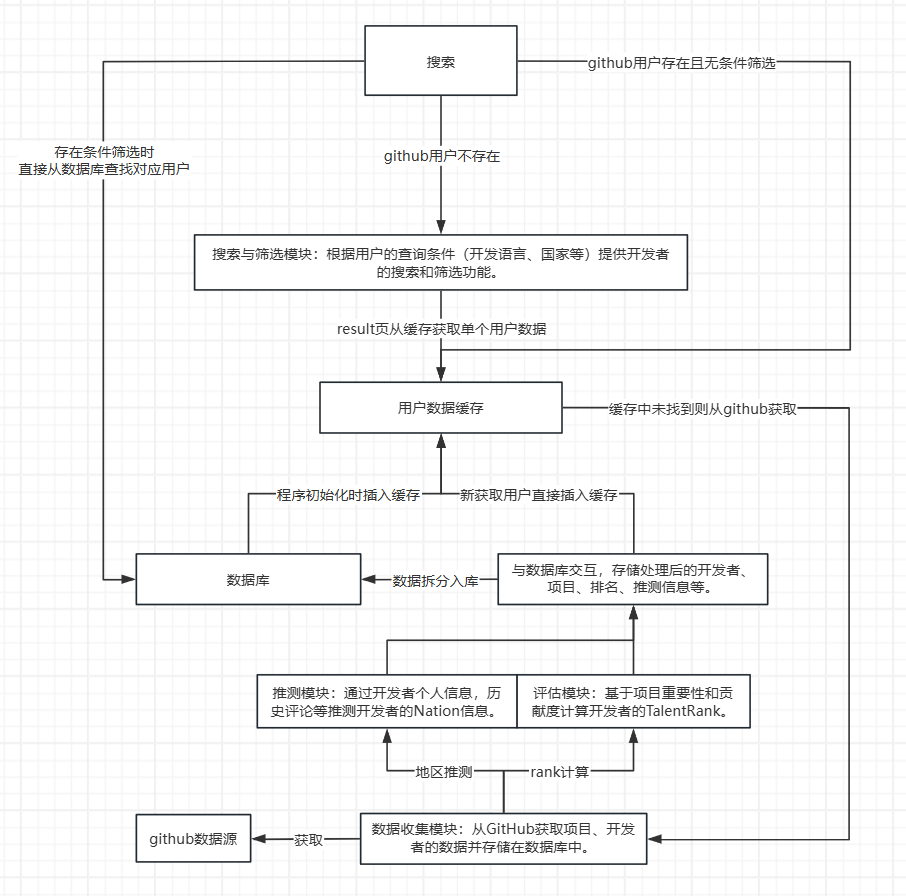 搜索
github用户存在且无条件筛选
存在条件筛选时
直接从数据库查找对应用户
github用户不存在
搜索与筛选模块：根据用户的查询条件（开发语言、国家等）提供开发者
的搜索和筛选功能。
result页从缓存获取单个用户数据
用户数据缓存
缓存中未找到则从github获取
程序初始化时插入缓存
新获取用户直接插入缓存
数据库
数据拆分入库
与数据库交互，存储处理后的开发者、
项目、排名、推测信息等。
推测模块：通过开发者个人信息，历
史评论等推测开发者的Nation信息。
评估模块：基于项目重要性和贡
献度计算开发者的TalentRank。
地区推测
rank计算
github数据源
获取
数据收集模块：从GitHub获取项目、开发
者的数据并存储在数据库中。